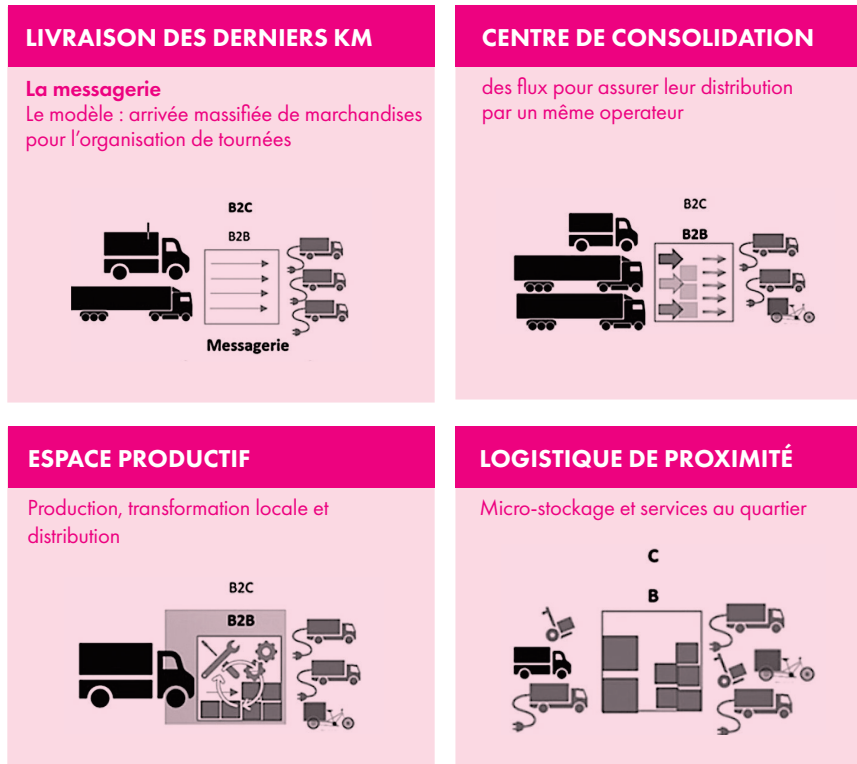 LIVRAISON DES DERNIERS KM
La messagerie
Le modèle : arrivée massifiée de marchandises
pour l'organisation de tournées
B2C
B2B
Messagerie
CENTRE DE CONSOLIDATION
des flux pour assurer leur distribution
par un même operateur
B2C
B2B
ESPACE PRODUCTIF
Production, transformation locale et
distribution
B2C
B2B
LOGISTIQUE DE PROXIMITÉ
Micro-stockage et services au quartier
C
B